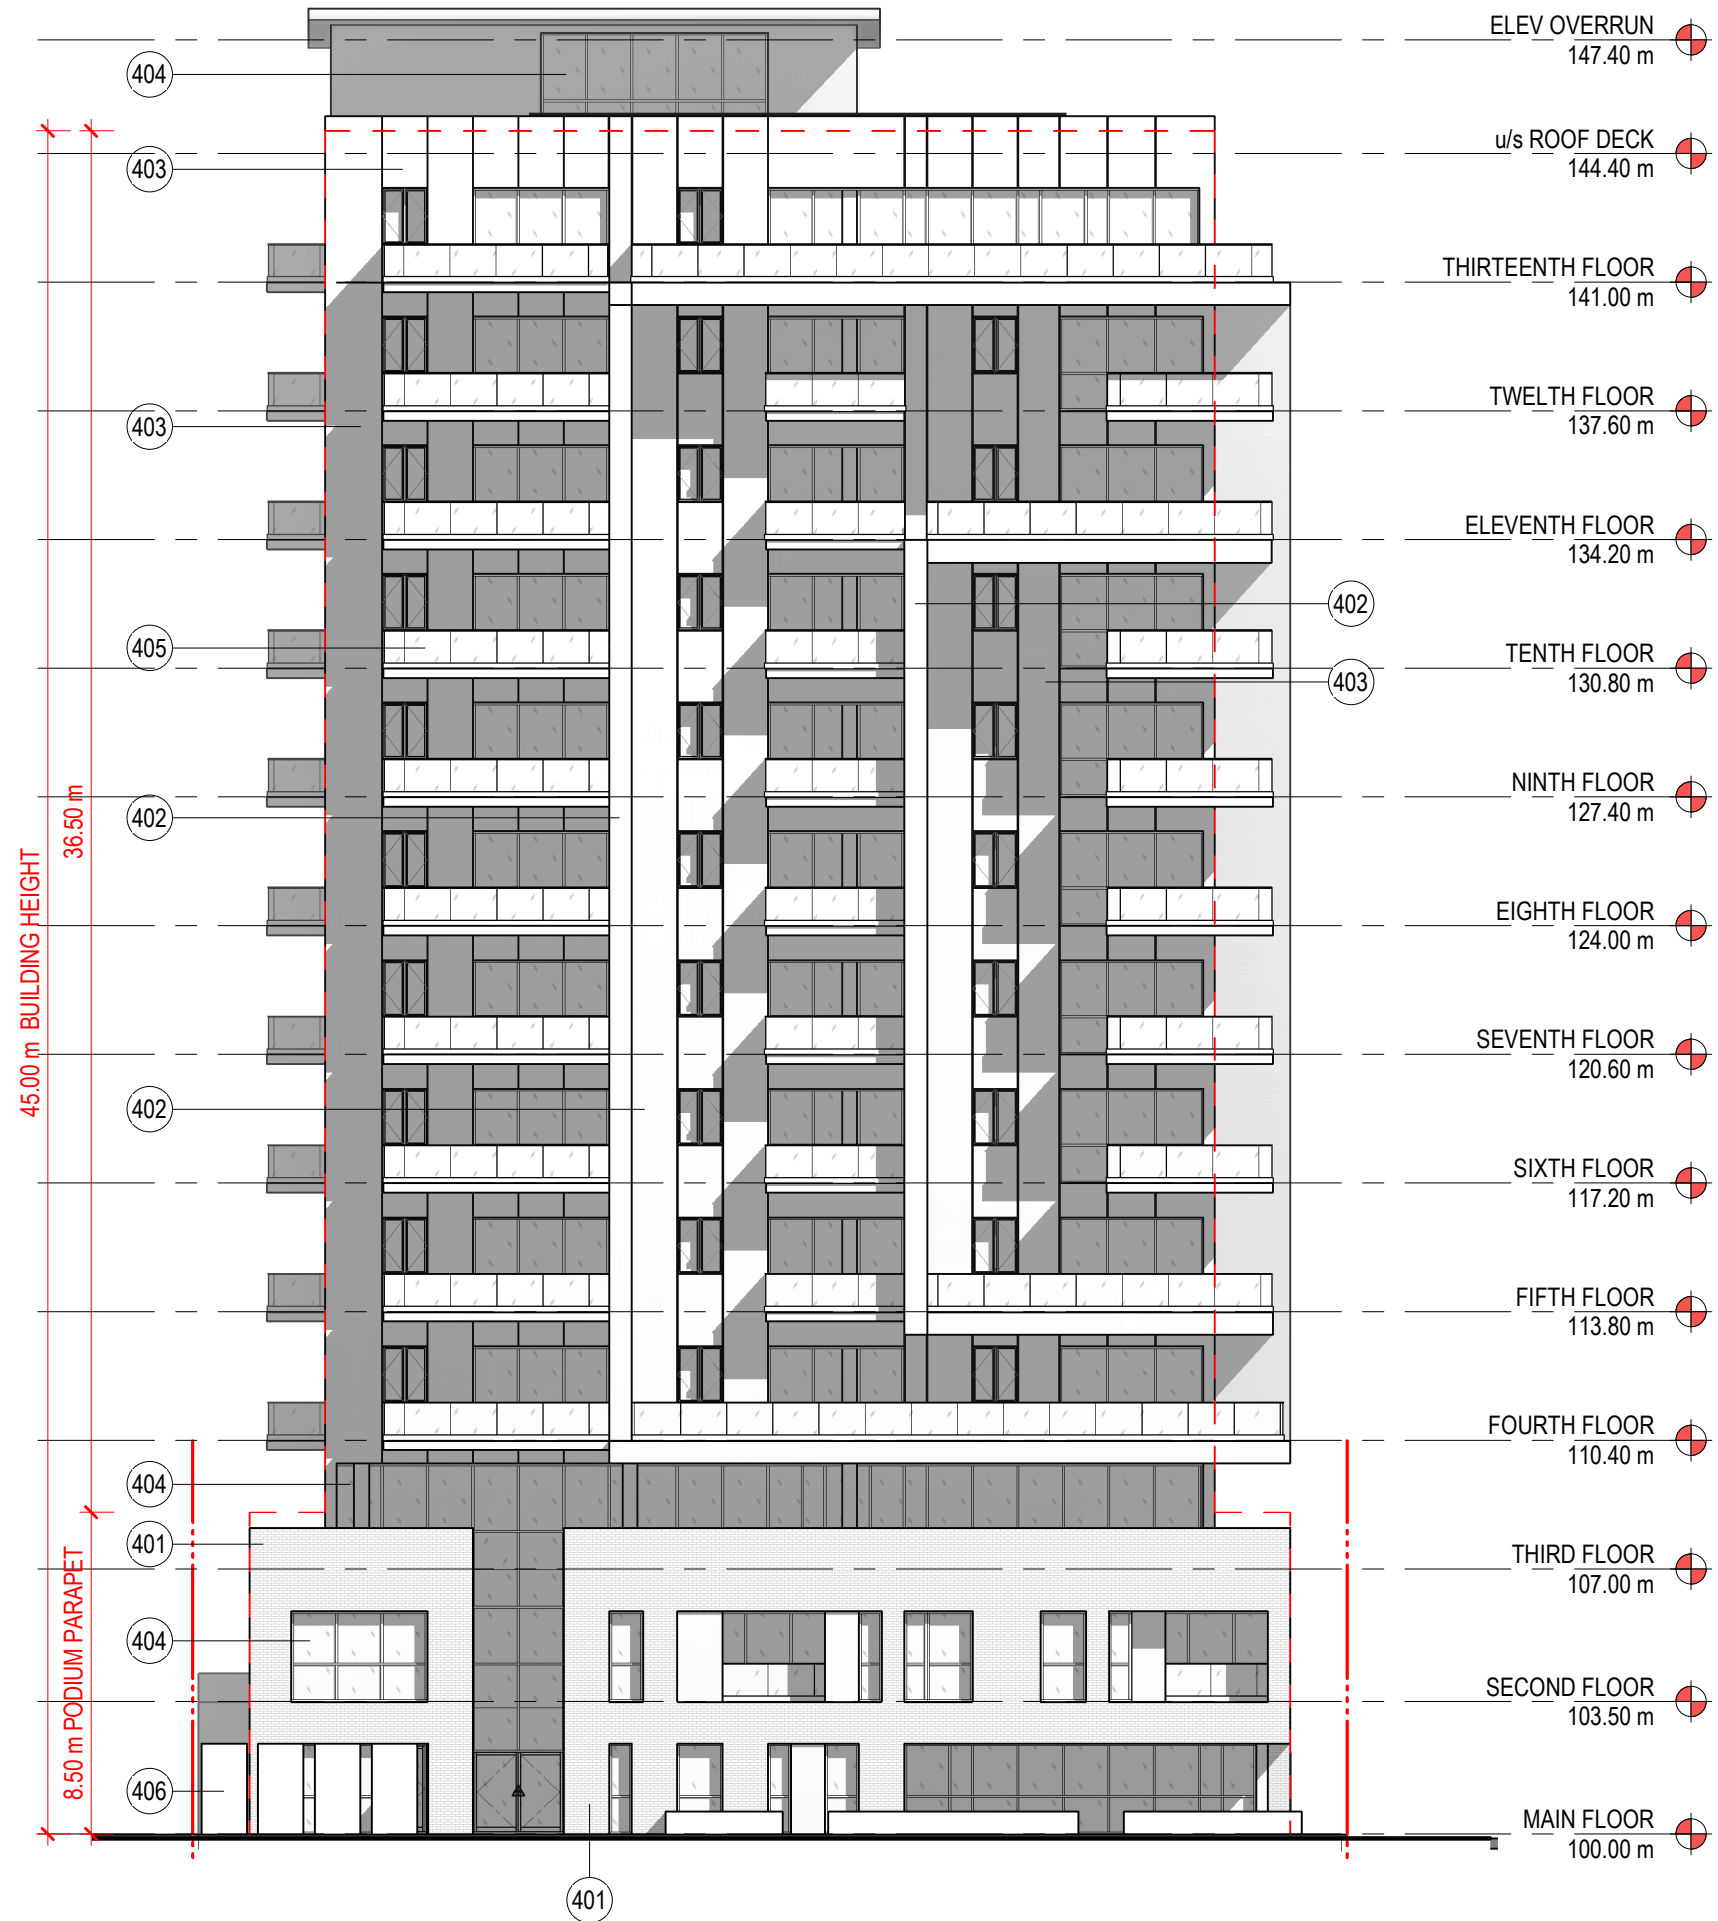 ELEV OVERRUN
147.40 m
404
u/s ROOF DECK
144.40 m
403
THIRTEENTH FLOOR
141.00 m
TWELTH FLOOR
137.60 m
403
ELEVENTH FLOOR
134.20 m
402
405
TENTH FLOOR
130.80 m
403
NINTH FLOOR
127.40 m
402
36.50 m
45.00 m BUILDING HEIGHT
EIGHTH FLOOR
124.00 m
SEVENTH FLOOR
120.60 m
402
SIXTH FLOOR
117.20 m
FIFTH FLOOR
113.80 m
FOURTH FLOOR
110.40 m
404
401
THIRD FLOOR
107.00 m
8.50 m PODIUM PARAPET
404
SECOND FLOOR
103.50 m
406
MAIN FLOOR
100.00 m
401